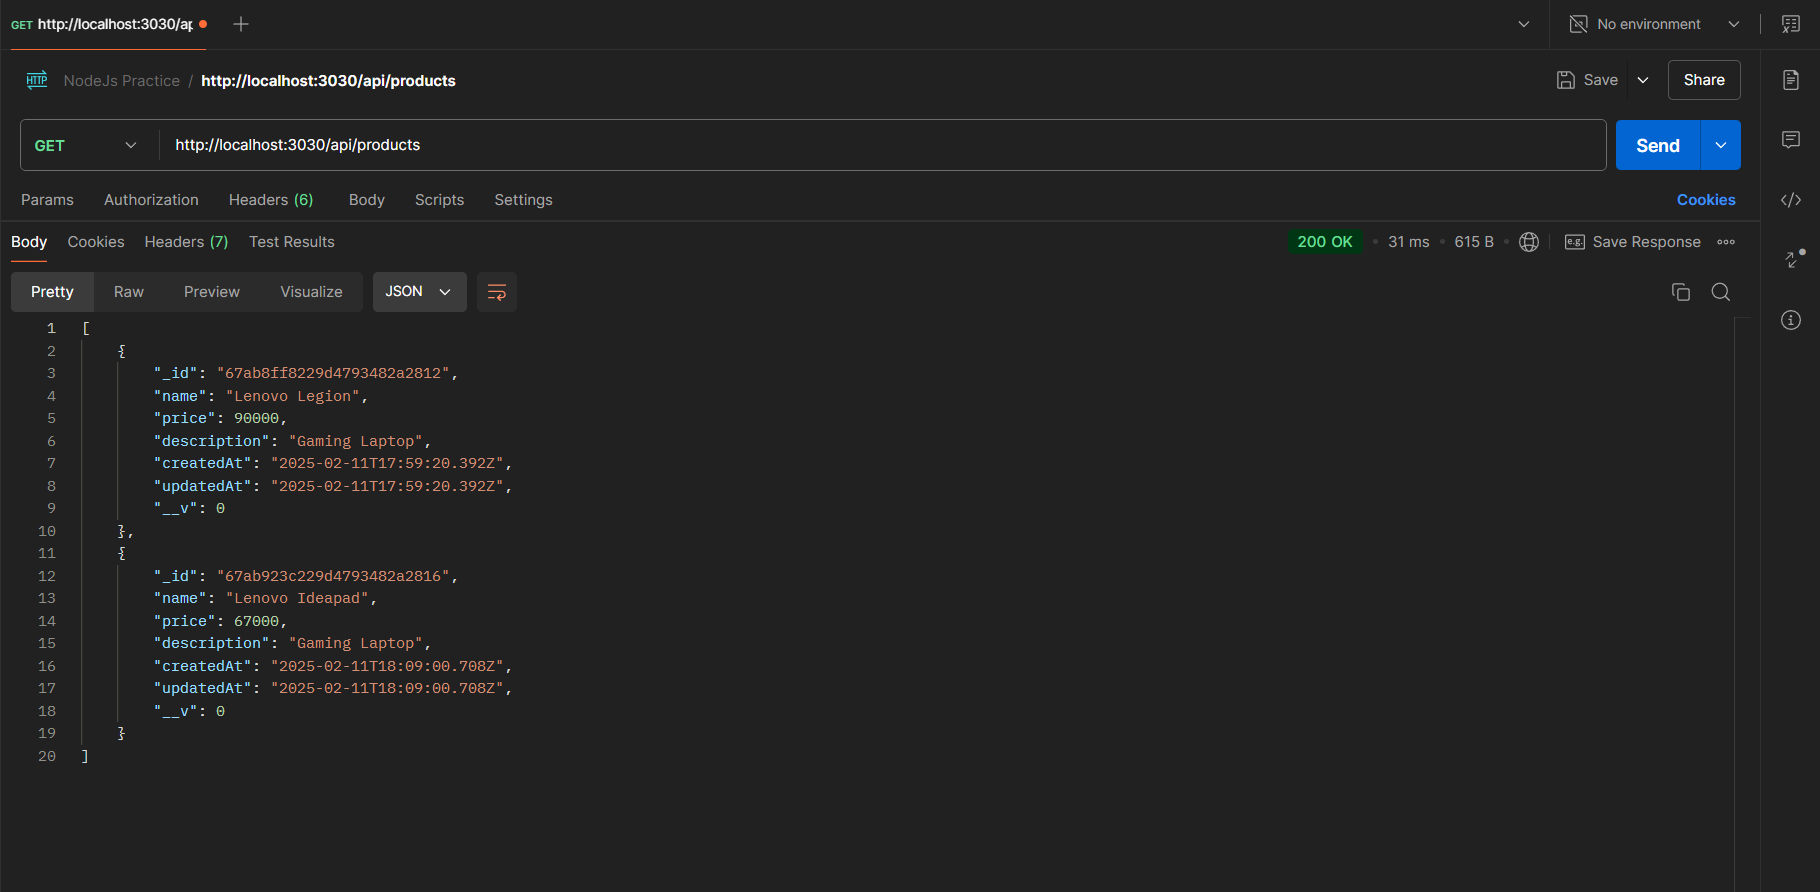 GET http://localhost:3030/ap
No environment
HTTP NodeJs Practice / http://localhost:3030/api/products
Save
Share
GET http://localhost:3030/api/products
Send
Params Authorization Headers (6) Body Scripts Settings
Cookies
Body Cookies Headers (7) Test Results
200 OK • 31 ms • 615 B • e.g. Save Response
Pretty Raw Preview Visualize JSON
1 [
2 {
3 "_id": "67ab8ff8229d4793482a2812",
4 "name": "Lenovo Legion",
5 "price": 90000,
6 "description": "Gaming Laptop",
7 "createdAt": "2025-02-11T17:59:20.392Z",
8 "updatedAt": "2025-02-11T17:59:20.392Z",
9 "__v": 0
10 },
11 {
12 "_id": "67ab923c229d4793482a2816",
13 "name": "Lenovo Ideapad",
14 "price": 67000,
15 "description": "Gaming Laptop",
16 "createdAt": "2025-02-11T18:09:00.708Z",
17 "updatedAt": "2025-02-11T18:09:00.708Z",
18 "__v": 0
19 }
20 ]